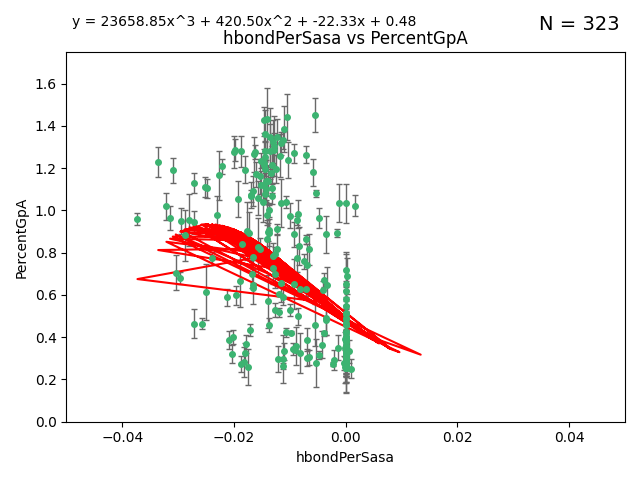 y = 23658.85x^3 + 420.50x^2 + -22.33x + 0.48
N = 323
hbondPerSasa vs PercentGpA
PercentGpA
1.6
1.4
1.2
1.0
0.8
0.6
0.4
0.2
0.0
−0.04
−0.02
0.00
0.02
0.04
hbondPerSasa